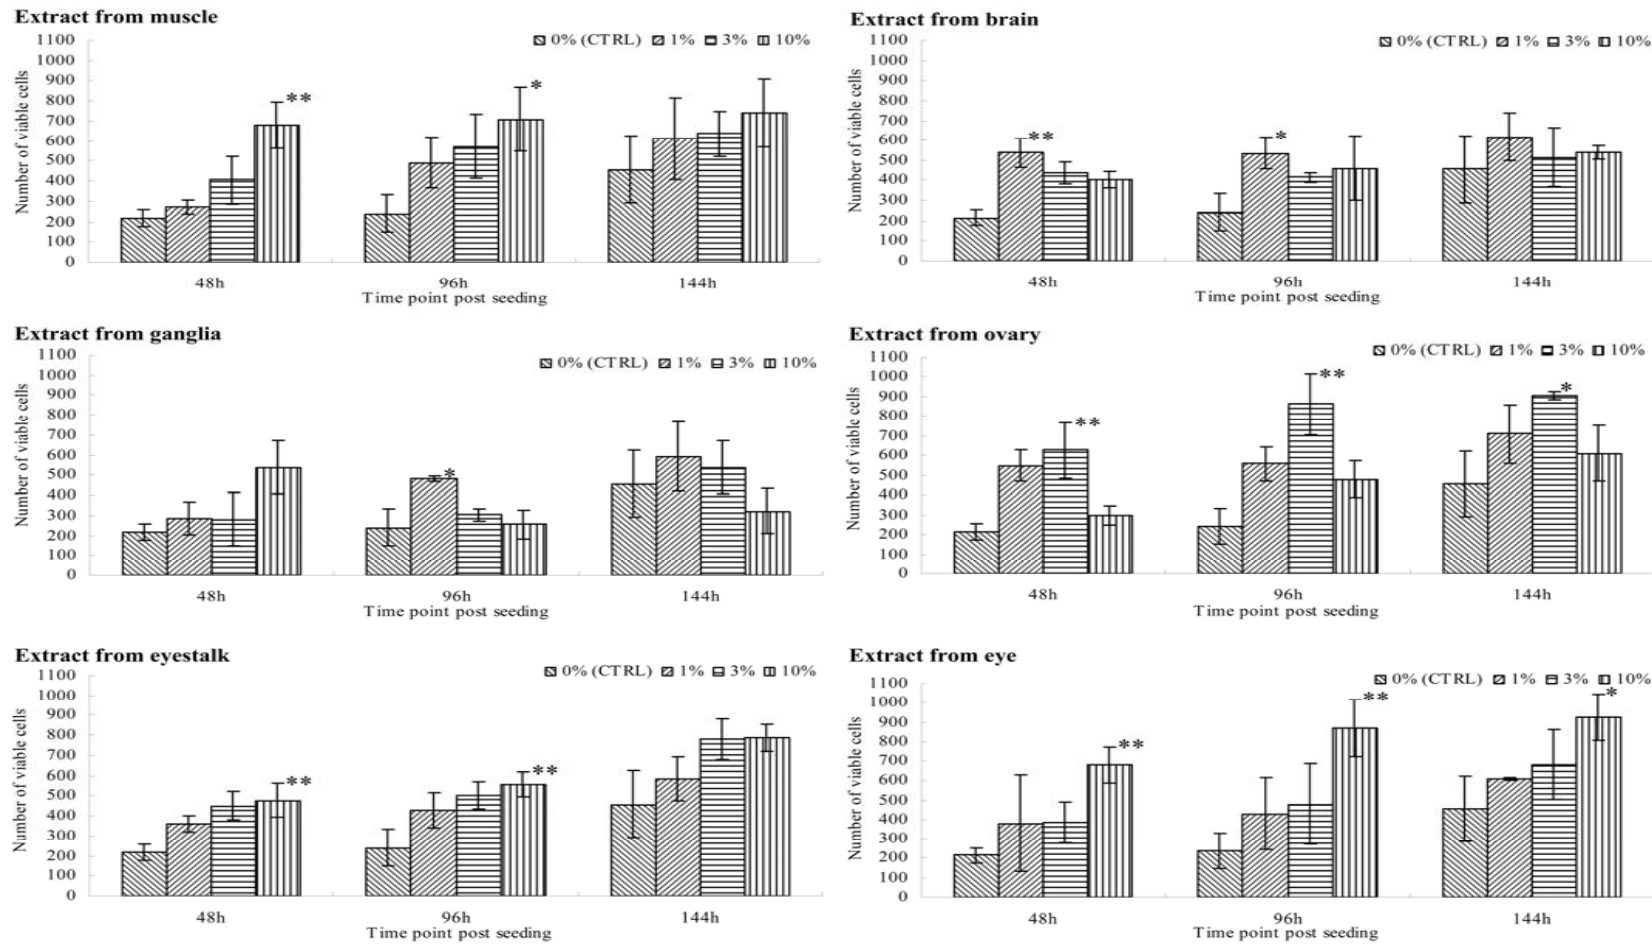 Extract from muscle
0% (CTRL) 1% 3% 10%
Number of viable cells
1100
1000
900
800
700
600
500
400
300
200
100
0
**
*
48h 96h 144h
Time point post seeding
Extract from brain
0% (CTRL) 1% 3% 10%
Number of viable cells
1100
1000
900
800
700
600
500
400
300
200
100
0
**
*
48h 96h 144h
Time point post seeding
Extract from ganglia
0% (CTRL) 1% 3% 10%
Number of viable cells
1100
1000
900
800
700
600
500
400
300
200
100
0
*
48h 96h 144h
Time point post seeding
Extract from ovary
0% (CTRL) 1% 3% 10%
Number of viable cells
1100
1000
900
800
700
600
500
400
300
200
100
0
**
**
*
48h 96h 144h
Time point post seeding
Extract from eyestalk
0% (CTRL) 1% 3% 10%
Number of viable cells
1100
1000
900
800
700
600
500
400
300
200
100
0
**
**
48h 96h 144h
Time point post seeding
Extract from eye
0% (CTRL) 1% 3% 10%
Number of viable cells
1100
1000
900
800
700
600
500
400
300
200
100
0
**
**
*
48h 96h 144h
Time point post seeding